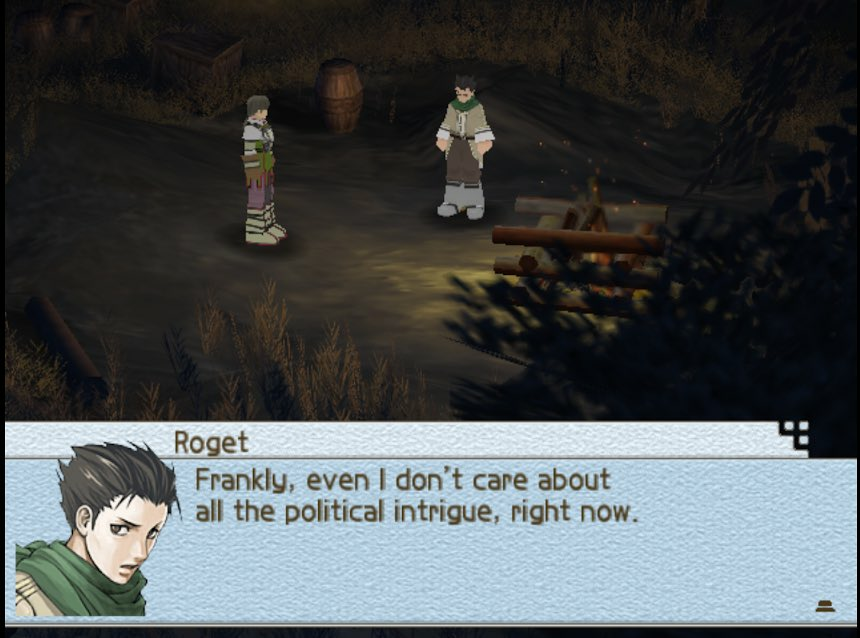 Roget
Frankly, even I don't care about
all the political intrigue, right now.